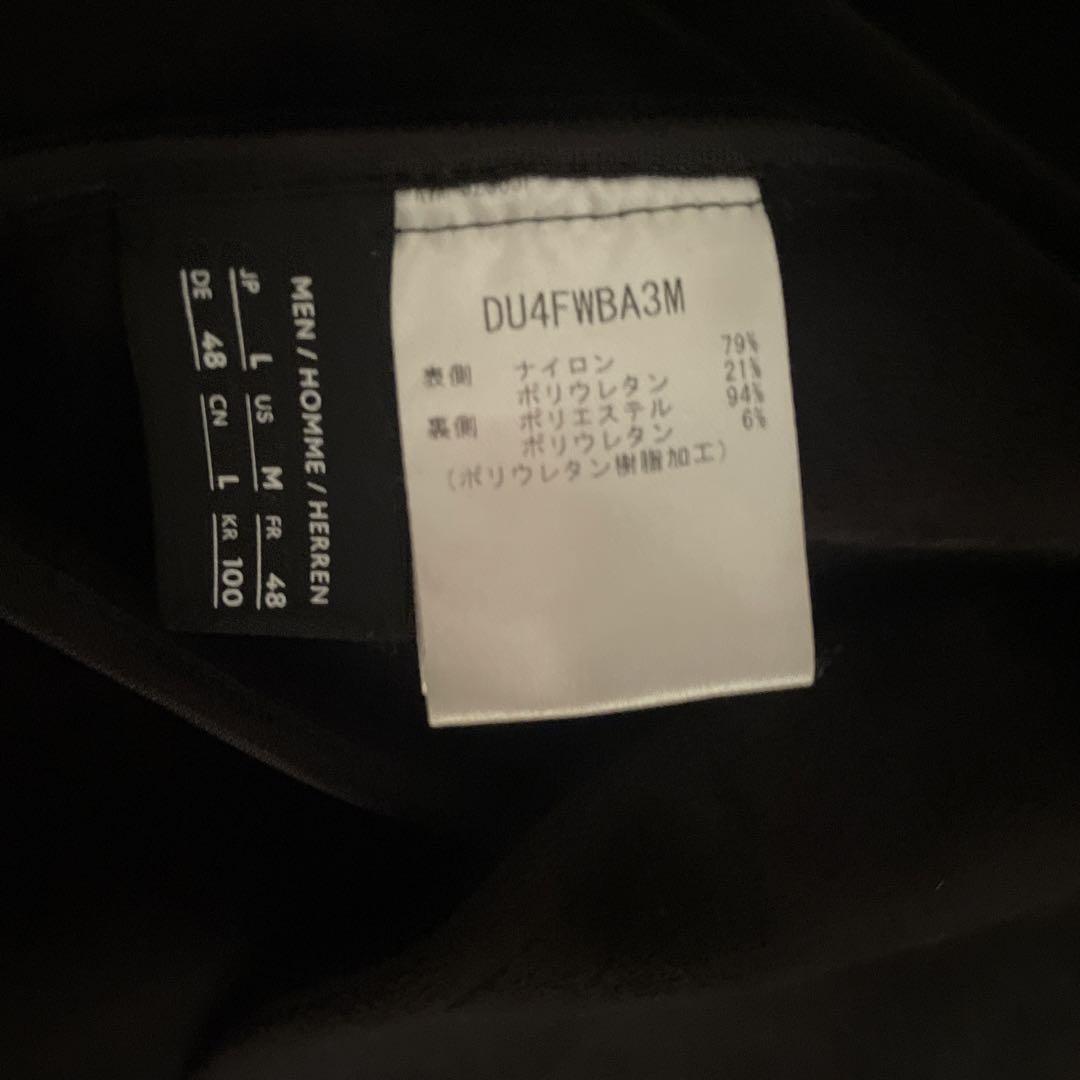 MEN / HOMME / HERREN
JP L US M FR 48
DE 48 CN L KR 100
DU4FWBA3M
表側 ナイロン 79%
ポリウレタン 21%
裏側 ポリエステル 94%
ポリウレタン 6%
(ポリウレタン樹脂加工)